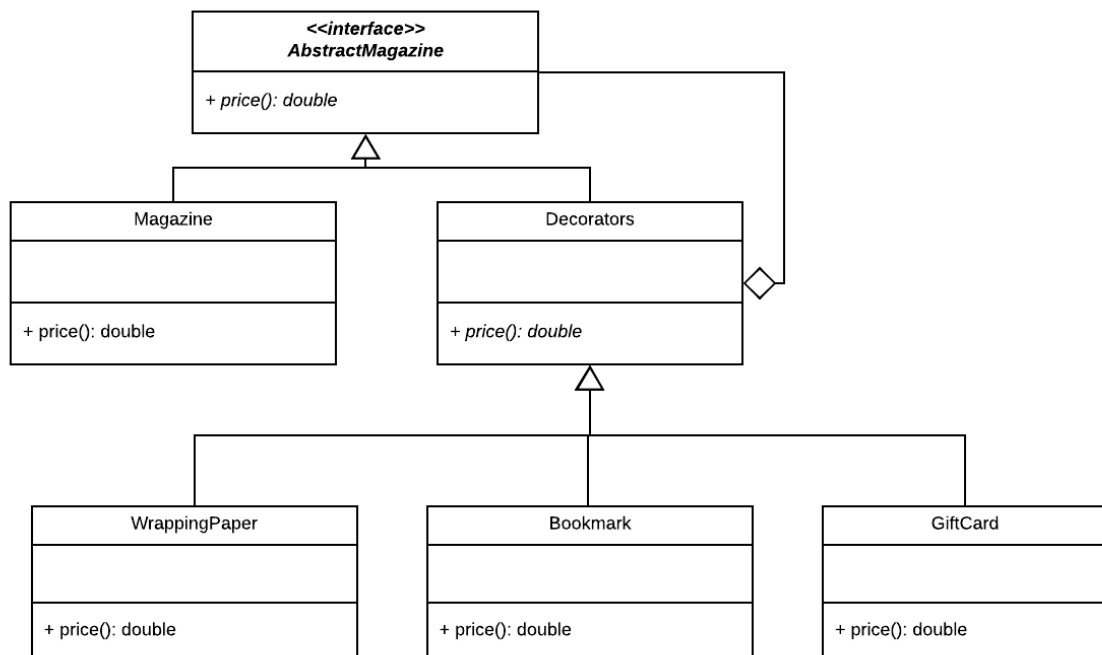 <<interface>>
AbstractMagazine
+ price(): double
Magazine
+ price(): double
Decorators
+ price(): double
WrappingPaper
+ price(): double
Bookmark
+ price(): double
GiftCard
+ price(): double